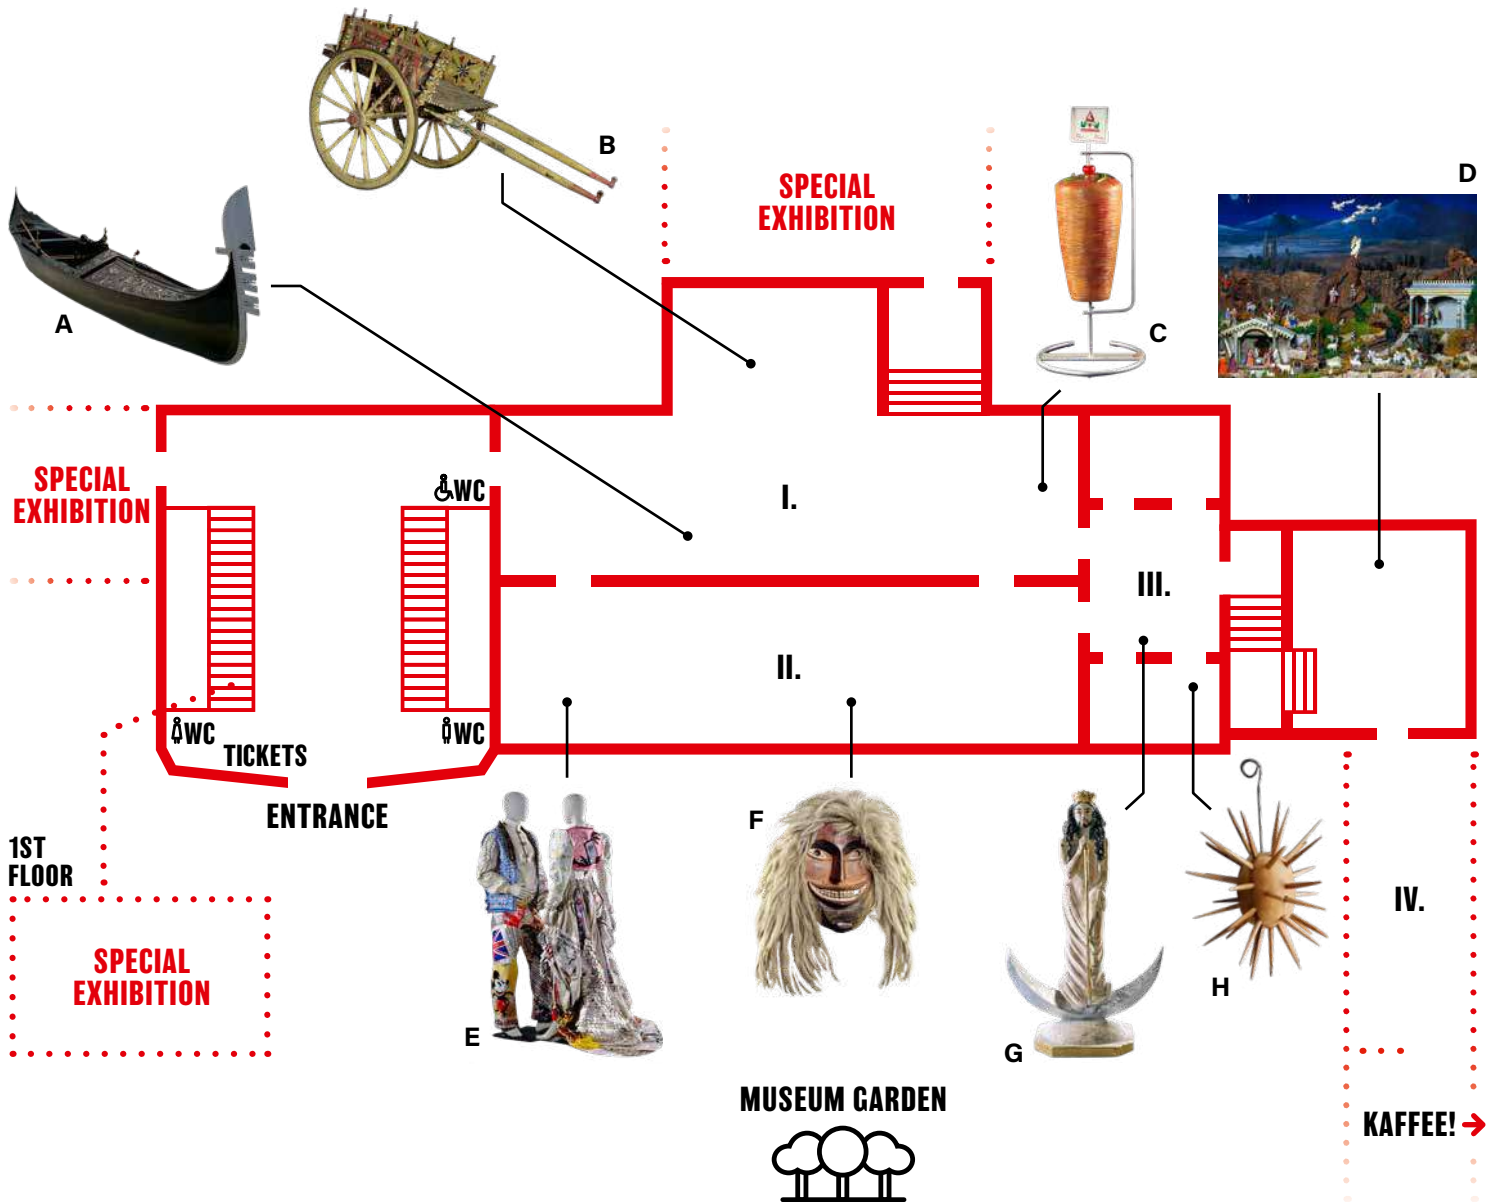 B
SPECIAL
EXHIBITION
D
A
C
SPECIAL
EXHIBITION
WC
I.
III.
II.
WC
WC
TICKETS
ENTRANCE
F
1ST
FLOOR
IV.
SPECIAL
EXHIBITION
H
E
G
MUSEUM GARDEN
KAFFEE!